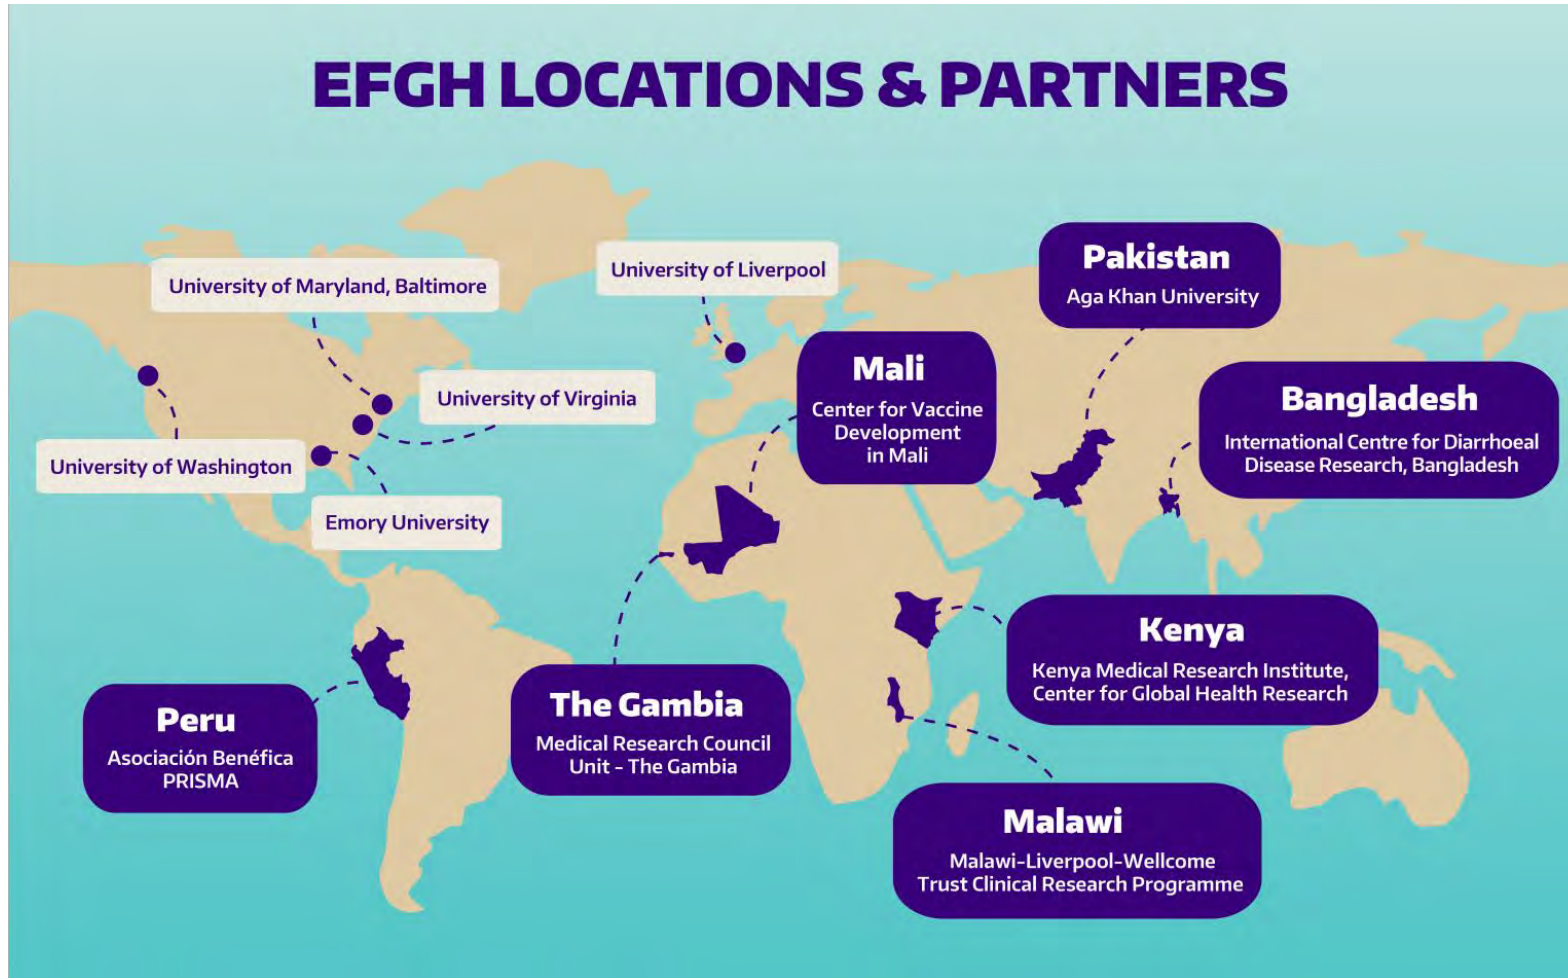 EFGH LOCATIONS & PARTNERS
University of Maryland, Baltimore
University of Liverpool
Pakistan
Aga Khan University
University of Virginia
Mali
Center for Vaccine
Development
in Mali
Bangladesh
International Centre for Diarrhoeal
Disease Research, Bangladesh
University of Washington
Emory University
Kenya
Kenya Medical Research Institute,
Center for Global Health Research
Peru
Asociación Benéfica
PRISMA
The Gambia
Medical Research Council
Unit - The Gambia
Malawi
Malawi-Liverpool-Wellcome
Trust Clinical Research Programme